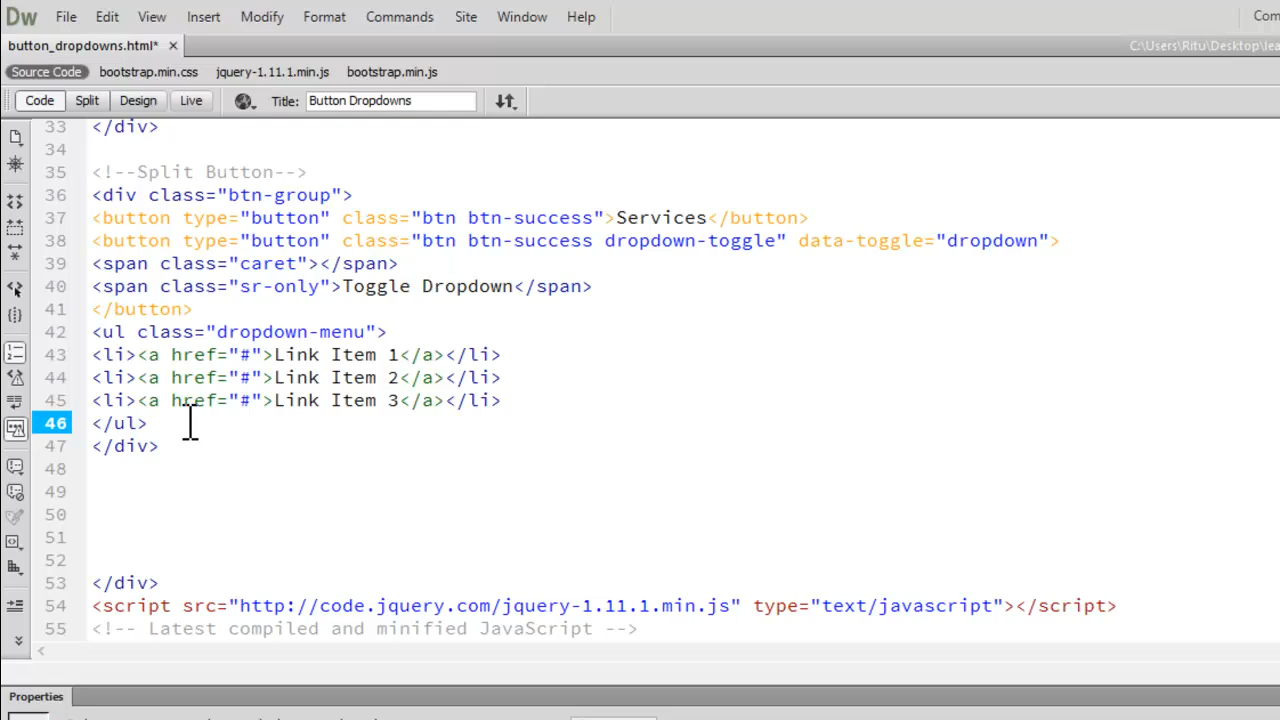 Dw File Edit View Insert Modify Format Commands Site Window Help Com
button_dropdowns.html* × C:\Users\Ritu\Desktop\lea
Source Code bootstrap.min.css jquery-1.11.1.min.js bootstrap.min.js
Code Split Design Live Title: Button Dropdowns
33 </div>
34
35 <!--Split Button-->
36 <div class="btn-group">
37 <button type="button" class="btn btn-success">Services</button>
38 <button type="button" class="btn btn-success dropdown-toggle" data-toggle="dropdown">
39 <span class="caret"></span>
40 <span class="sr-only">Toggle Dropdown</span>
41 </button>
42 <ul class="dropdown-menu">
43 <li><a href="#">Link Item 1</a></li>
44 <li><a href="#">Link Item 2</a></li>
45 <li><a href="#">Link Item 3</a></li>
46 </ul>
47 </div>
48
49
50
51
52
53 </div>
54 <script src="http://code.jquery.com/jquery-1.11.1.min.js" type="text/javascript"></script>
55 <!-- Latest compiled and minified JavaScript -->
Properties